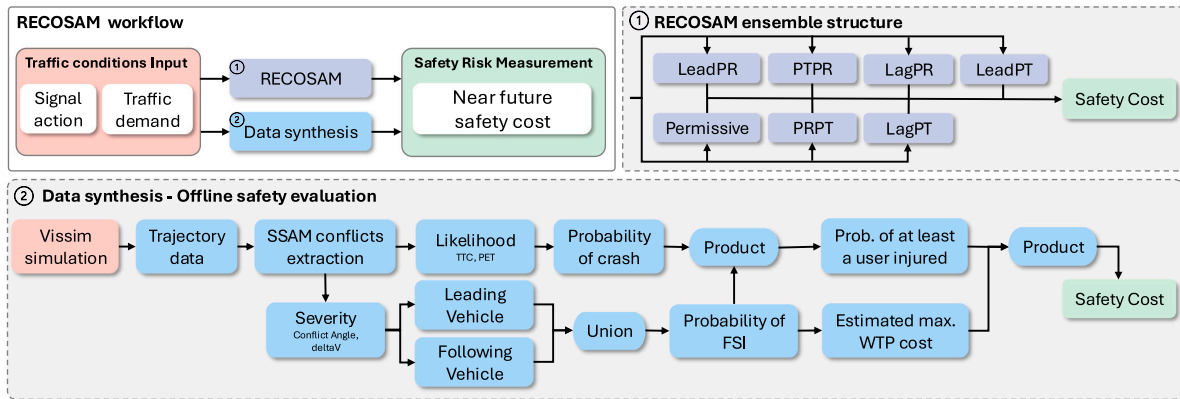 RECOSAM workflow
Traffic conditions Input
Signal
action
Traffic
demand
1
RECOSAM
2
Data synthesis
Safety Risk Measurement
Near future
safety cost
1 RECOSAM ensemble structure
LeadPR
PTPR
LagPR
LeadPT
Permissive
PRPT
LagPT
Safety Cost
2 Data synthesis - Offline safety evaluation
Vissim
simulation
Trajectory
data
SSAM conflicts
extraction
Likelihood
TTC, PET
Probability
of crash
Product
Prob. of at least
a user injured
Product
Severity
Conflict Angle,
deltaV
Leading
Vehicle
Following
Vehicle
Union
Probability of
FSI
Estimated max.
WTP cost
Safety Cost